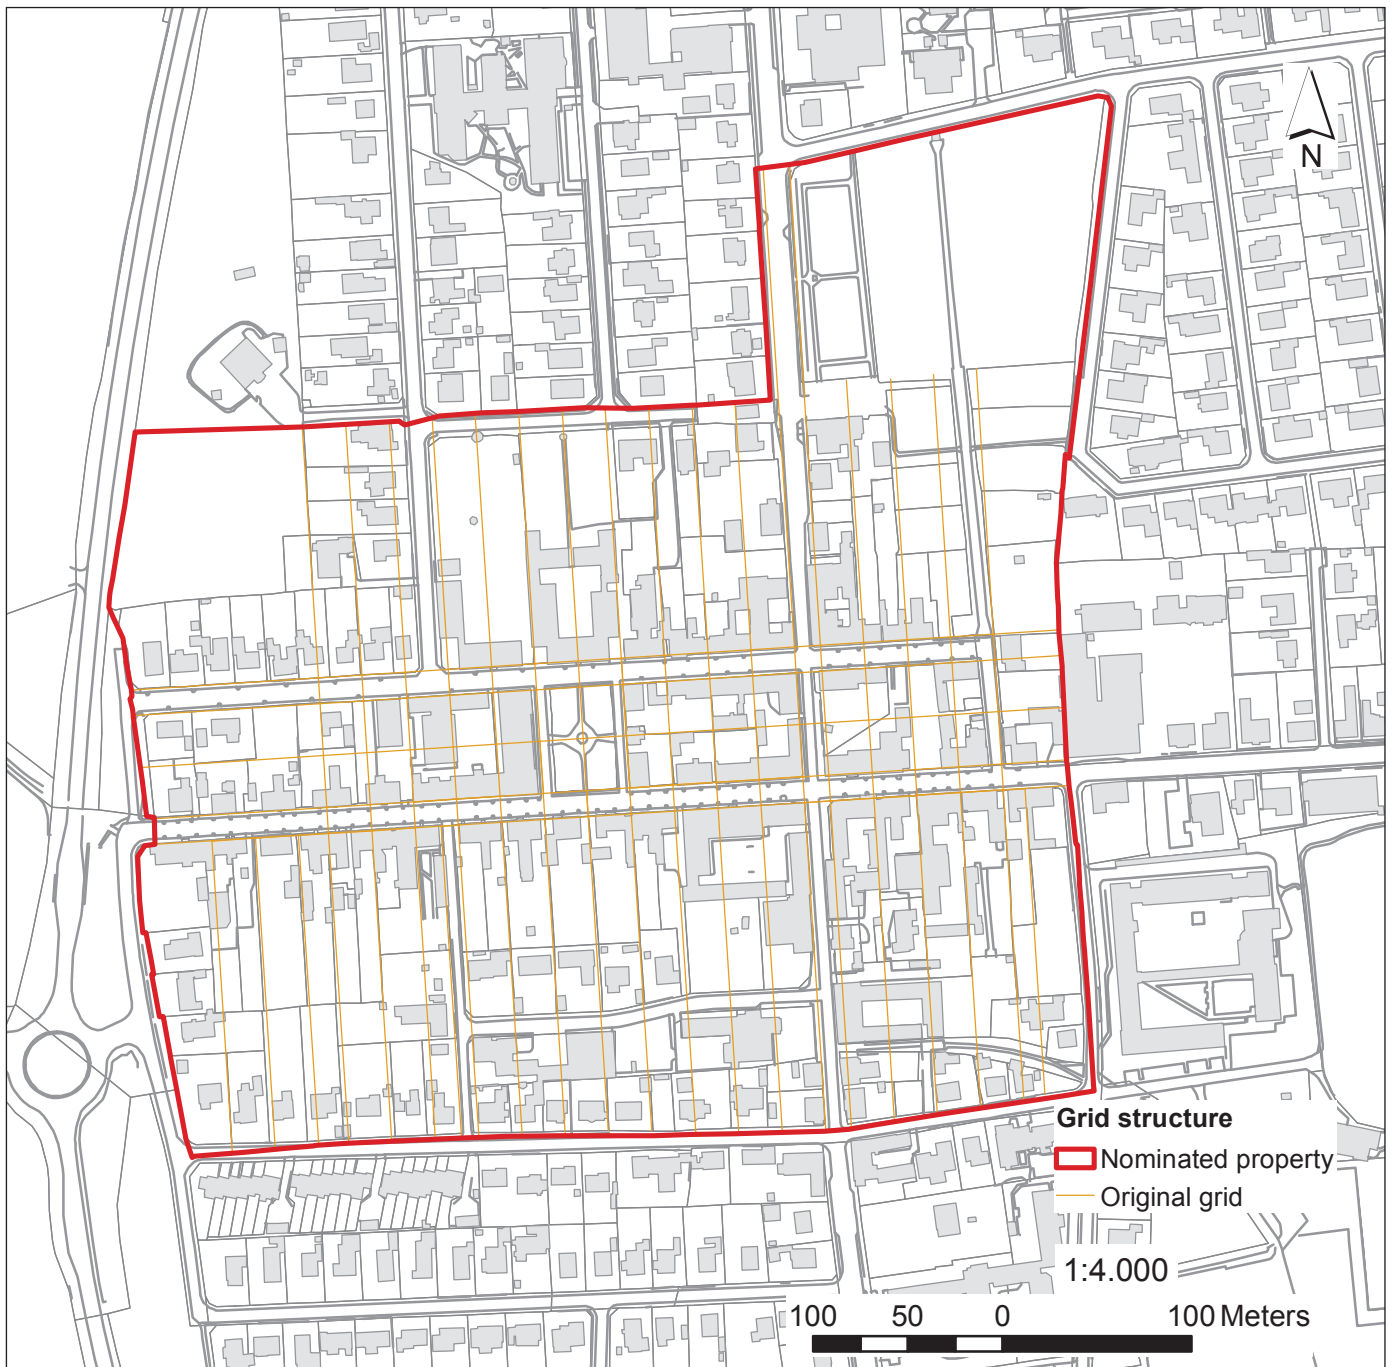 N
Grid structure
Nominated property
Original grid
1:4.000
100 50 0 100 Meters